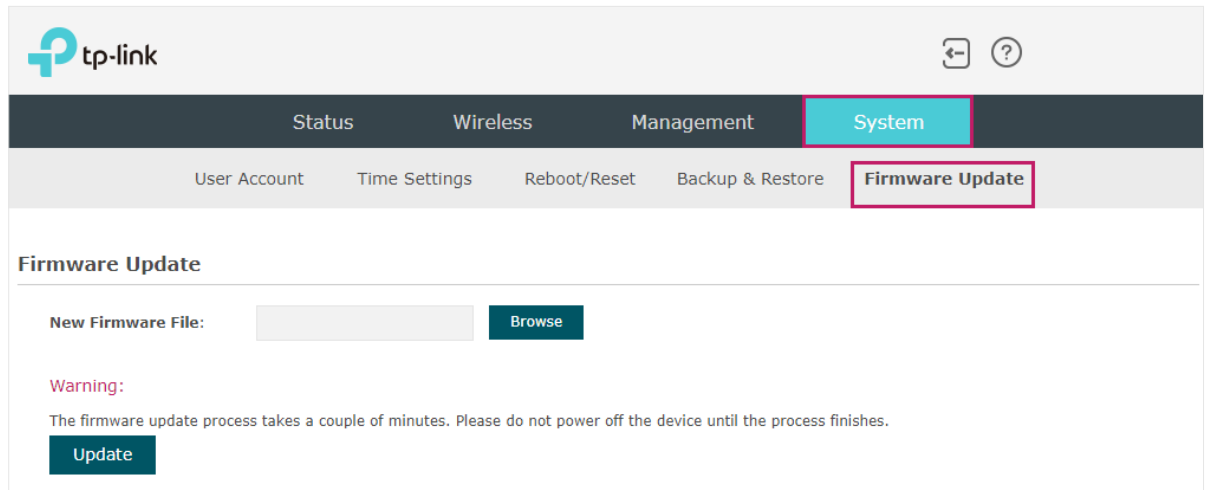 tp-link
Status Wireless Management System
User Account Time Settings Reboot/Reset Backup & Restore Firmware Update
Firmware Update
New Firmware File: Browse
Warning:
The firmware update process takes a couple of minutes. Please do not power off the device until the process finishes.
Update